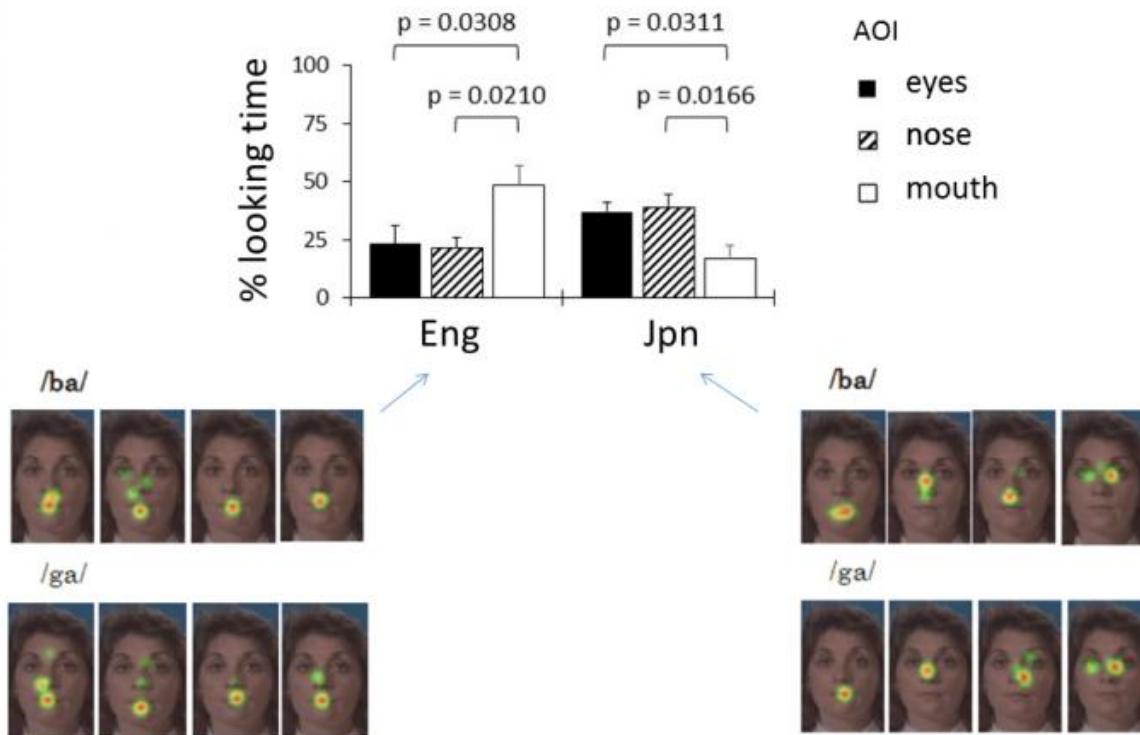 p = 0.0308
p = 0.0311
AOI
p = 0.0210
p = 0.0166
eyes
nose
mouth
% looking time
100
75
50
25
0
Eng
Jpn
/ba/
/ga/
/ba/
/ga/